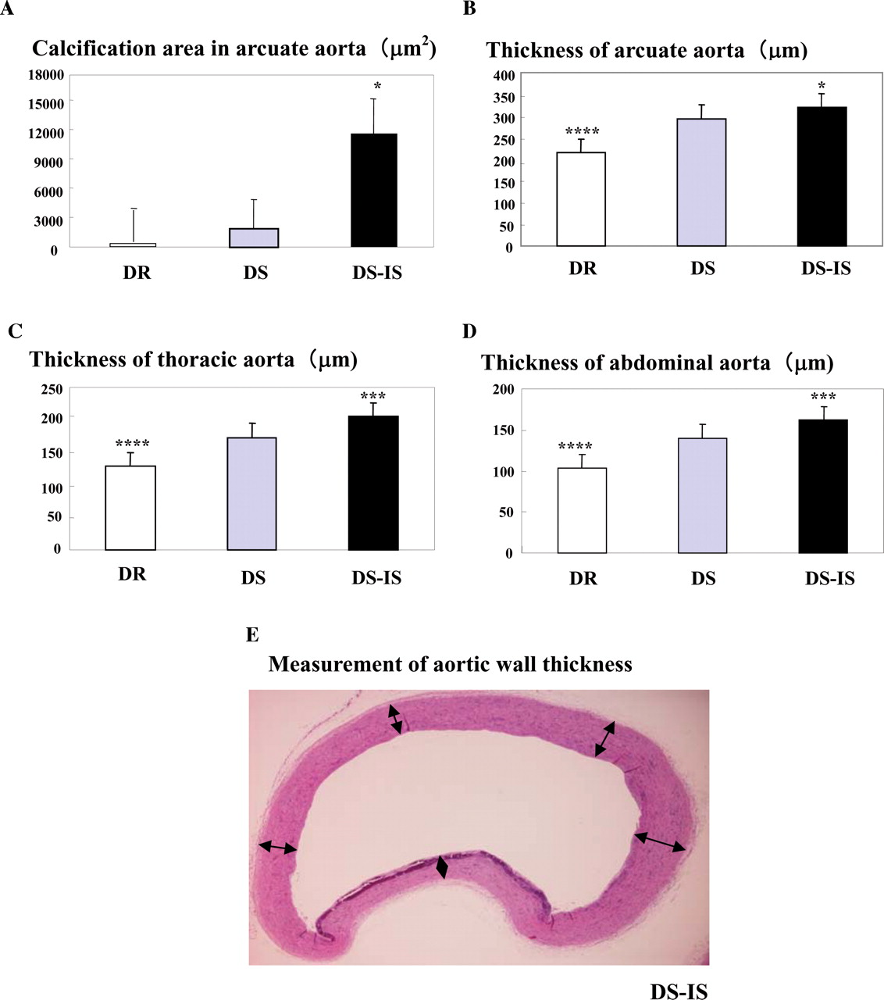 A
Calcification area in arcuate aorta（μm2)
18000
15000
12000
9000
6000
3000
0
*
DR
DS
DS-IS
B
Thickness of arcuate aorta（μm)
400
350
300
250
200
150
100
50
0
****
*
DR
DS
DS-IS
C
Thickness of thoracic aorta（μm)
250
200
150
100
50
0
****
***
DR
DS
DS-IS
D
Thickness of abdominal aorta（μm)
200
150
100
50
0
****
***
DR
DS
DS-IS
E
Measurement of aortic wall thickness
DS-IS